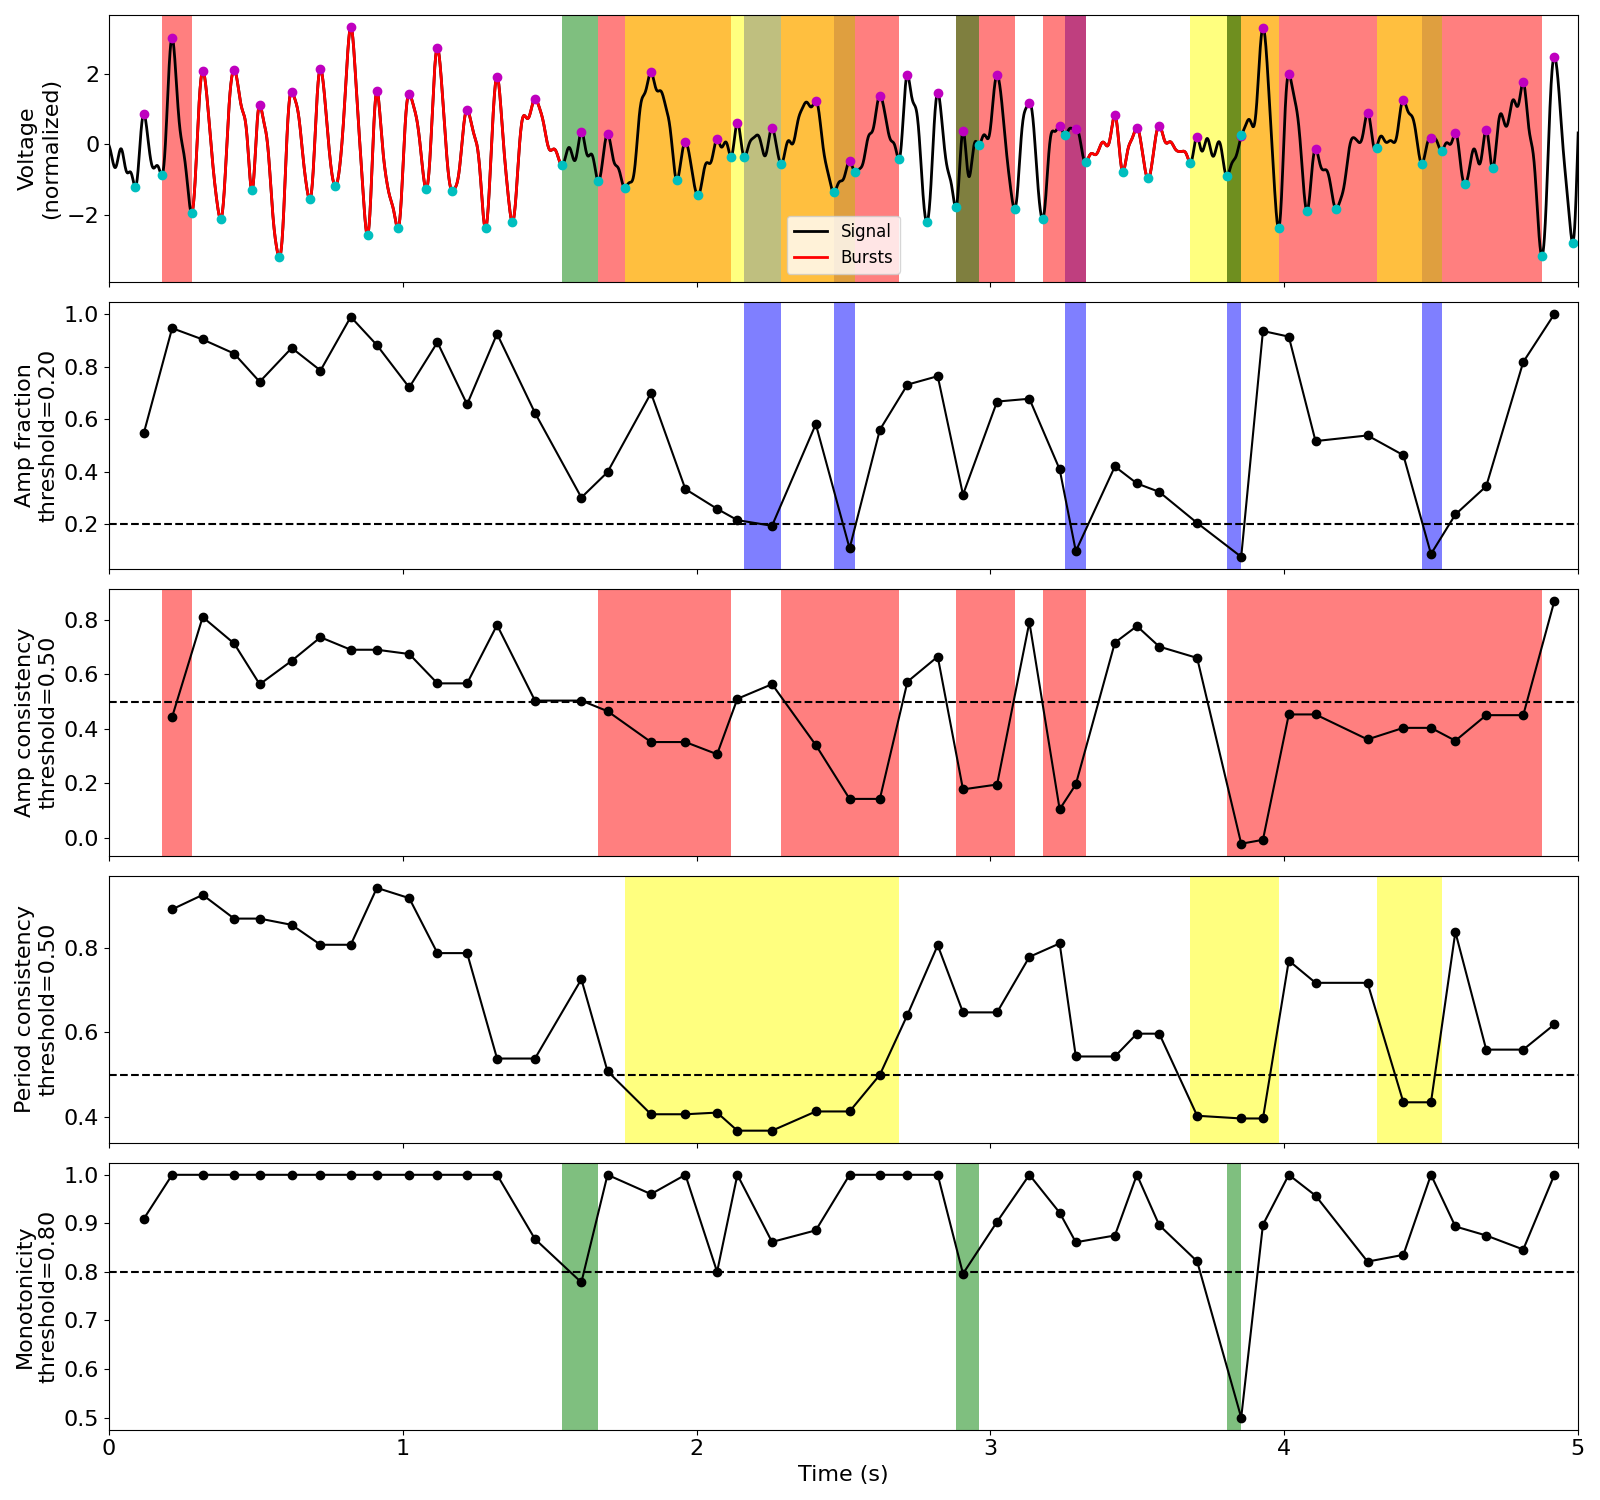 Voltage
(normalized)
2
0
−2
Signal
Bursts
Amp fraction
threshold=0.20
1.0
0.8
0.6
0.4
0.2
Amp consistency
threshold=0.50
0.8
0.6
0.4
0.2
0.0
Period consistency
threshold=0.50
0.8
0.6
0.4
Monotonicity
threshold=0.80
1.0
0.9
0.8
0.7
0.6
0.5
0 1 2 3 4 5
Time (s)